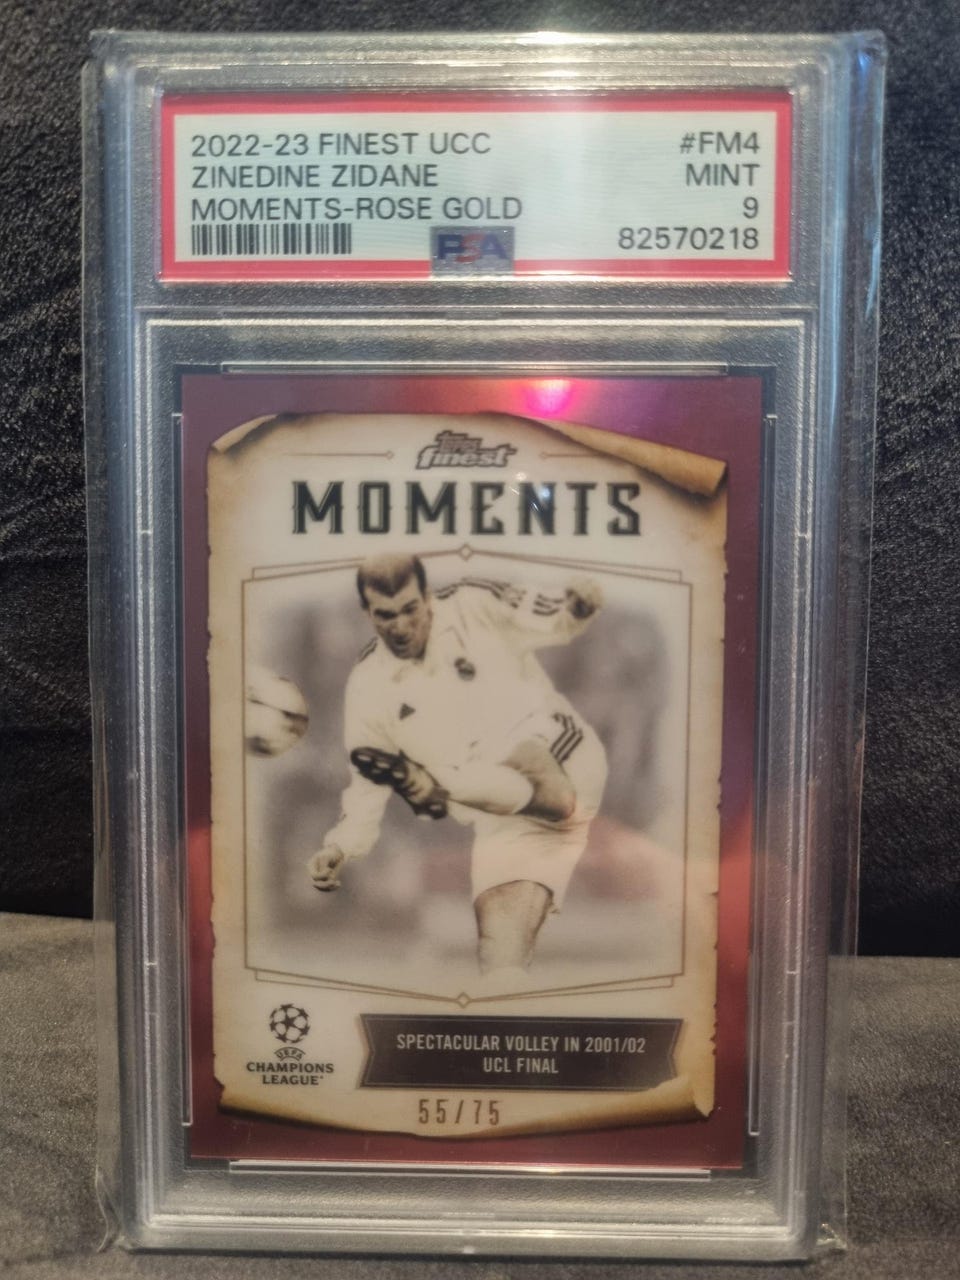 2022-23 FINEST UCC #FM4
ZINEDINE ZIDANE MINT
MOMENTS-ROSE GOLD 9
PSA 82570218
Topps
finest
MOMENTS
UEFA
CHAMPIONS
LEAGUE
SPECTACULAR VOLLEY IN 2001/02
UCL FINAL
55/75